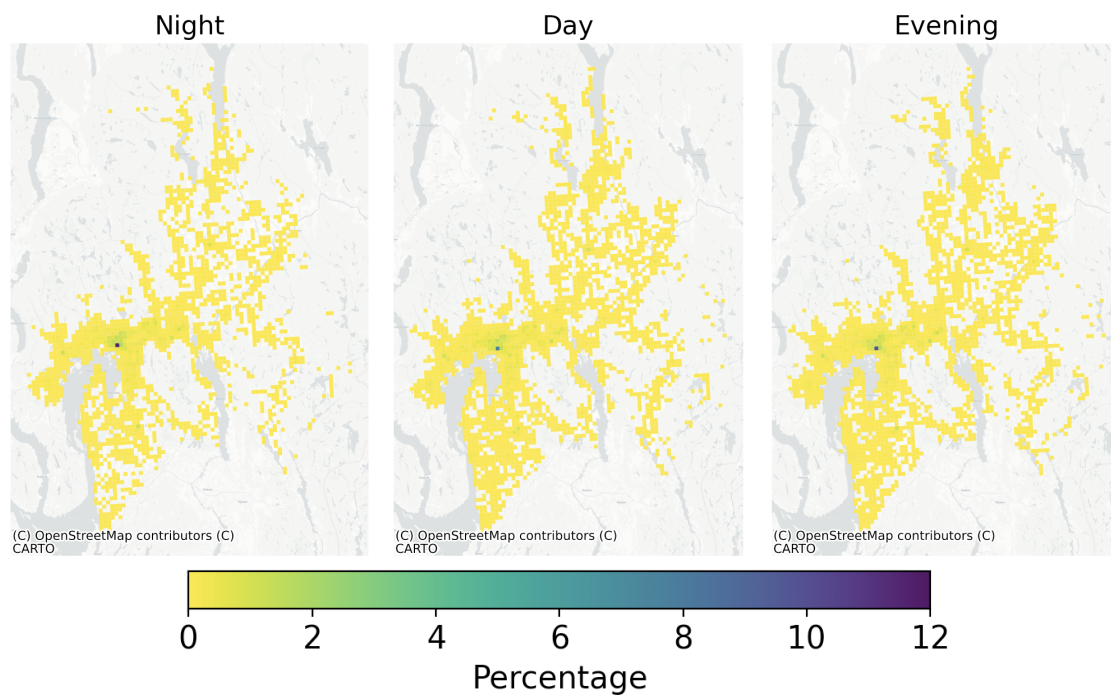 Night Day Evening
(C) OpenStreetMap contributors (C)
CARTO
(C) OpenStreetMap contributors (C)
CARTO
(C) OpenStreetMap contributors (C)
CARTO
0 2 4 6 8 10 12
Percentage